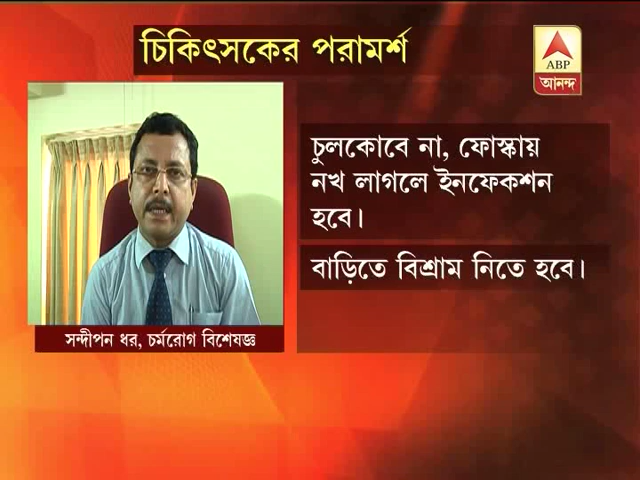 চিকিৎসকের পরামর্শ
ABP
আনন্দ
চুলকোবে না, ফোস্কায়
নখ লাগলে ইনফেকশন
হবে।
বাড়িতে বিশ্রাম নিতে হবে।
সন্দীপন ধর, চর্মরোগ বিশেষজ্ঞ